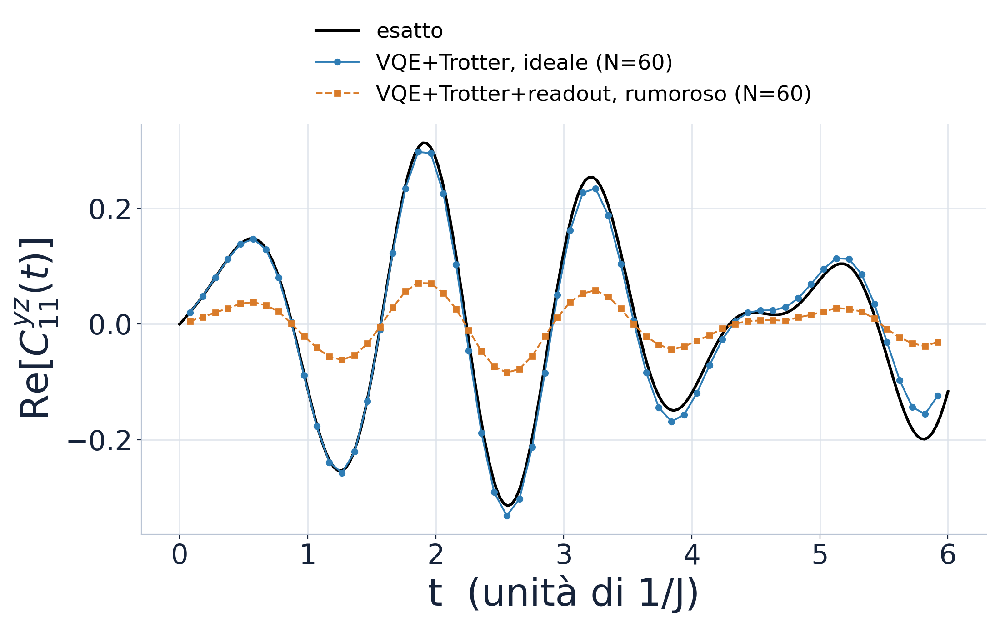 esatto
VQE+Trotter, ideale (N=60)
VQE+Trotter+readout, rumoroso (N=60)
Re[C_{11}^{yz}(t)]
0.2
0.0
−0.2
0 1 2 3 4 5 6
t (unità di 1/J)